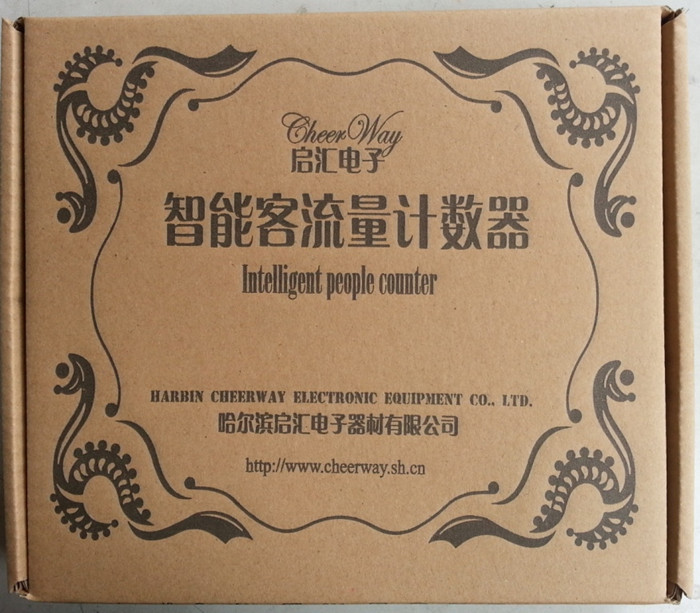 Cheer Way
启汇电子
智能客流量计数器
Intelligent people counter
HARBIN CHEERWAY ELECTRONIC EQUIPMENT CO., LTD.
哈尔滨启汇电子器材有限公司
http://www.cheerway.sh.cn